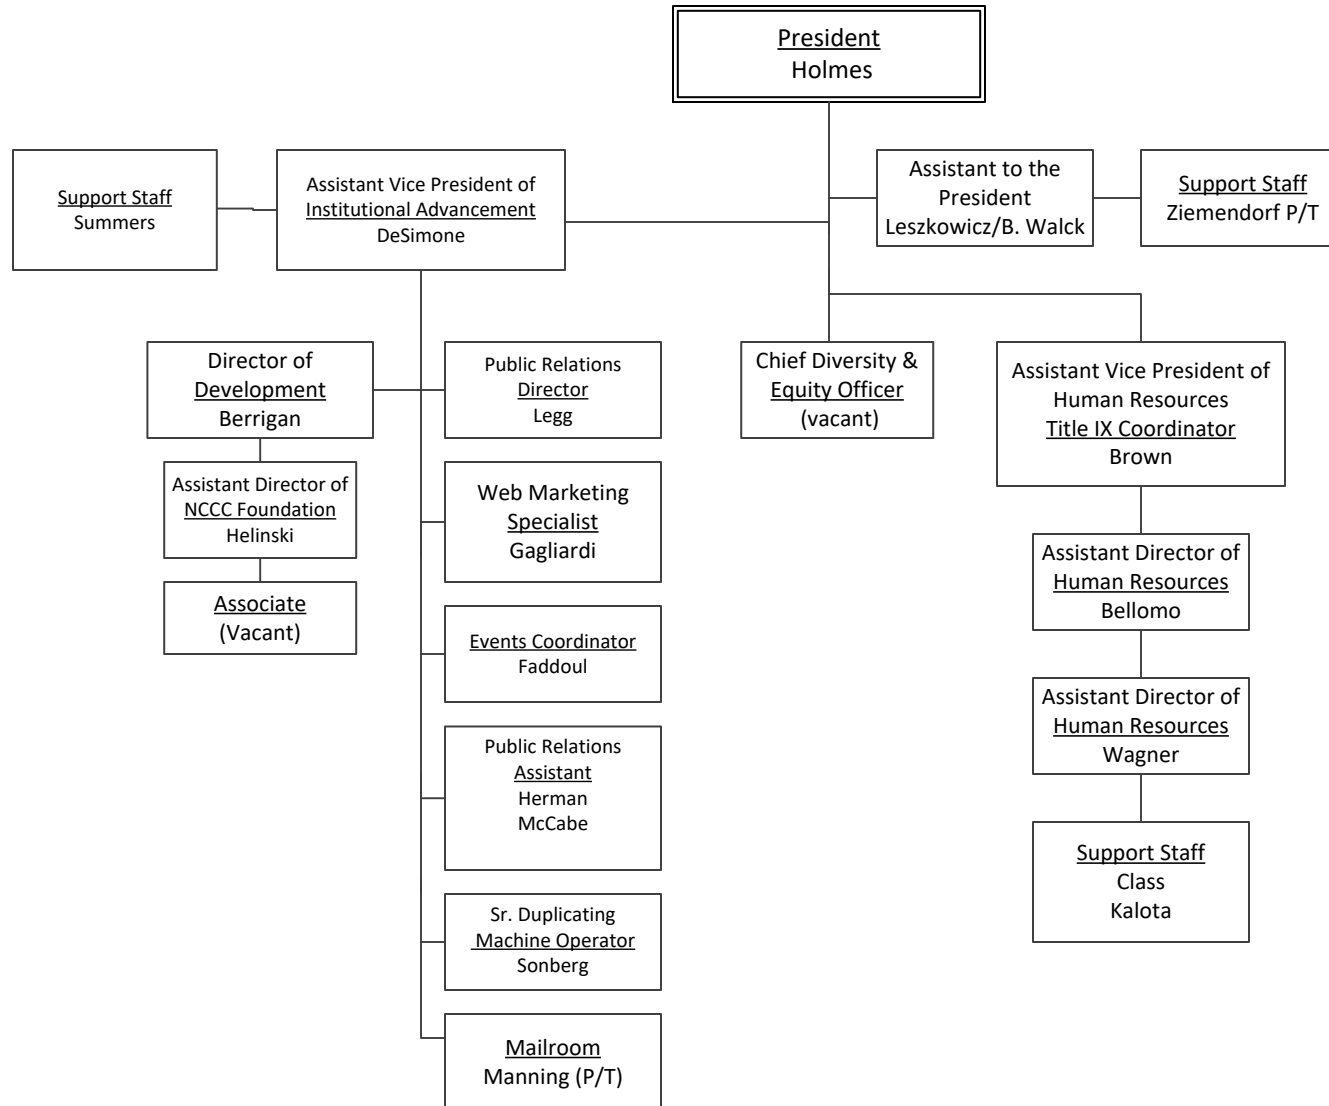 President
Holmes
Support Staff
Summers
Assistant Vice President of
Institutional Advancement
DeSimone
Assistant to the
President
Leszkowicz/B. Walck
Support Staff
Ziemendorf P/T
Director of
Development
Berrigan
Public Relations
Director
Legg
Chief Diversity &
Equity Officer
(vacant)
Assistant Vice President of
Human Resources
Title IX Coordinator
Brown
Assistant Director of
NCCC Foundation
Helinski
Web Marketing
Specialist
Gagliardi
Assistant Director of
Human Resources
Bellomo
Associate
(Vacant)
Events Coordinator
Faddoul
Assistant Director of
Human Resources
Wagner
Public Relations
Assistant
Herman
McCabe
Support Staff
Class
Kalota
Sr. Duplicating
Machine Operator
Sonberg
Mailroom
Manning (P/T)